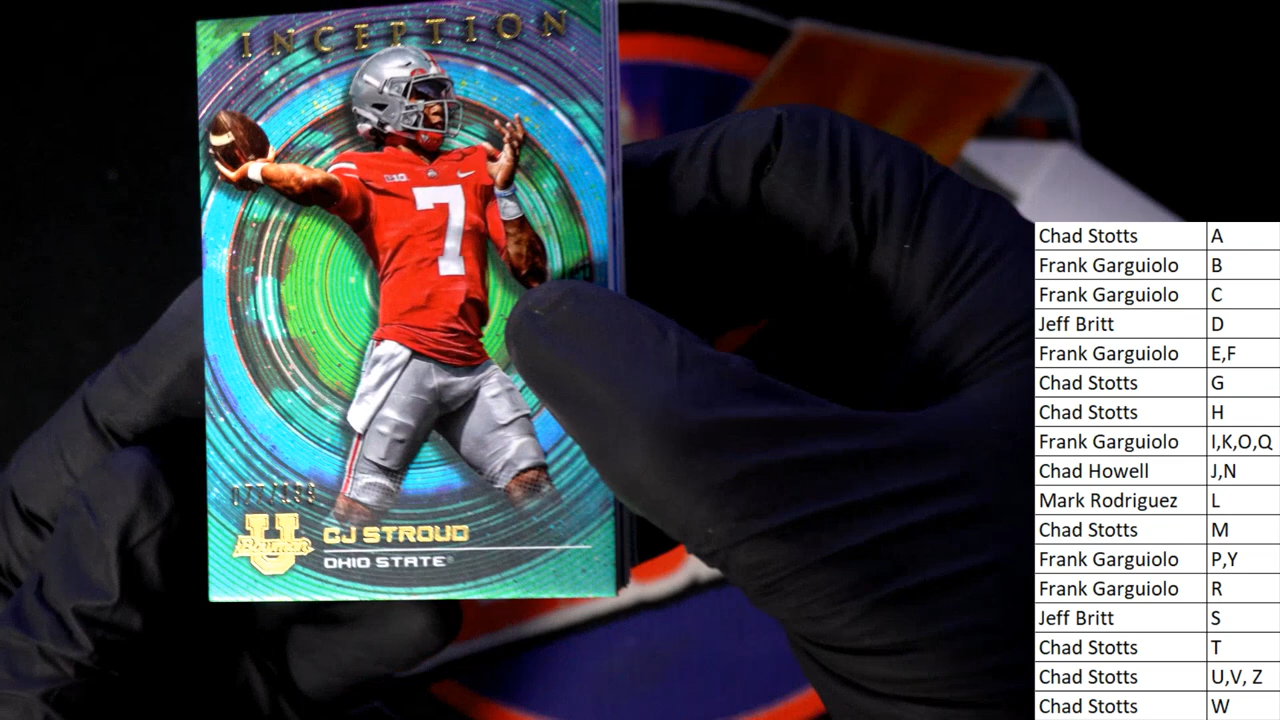 INCEPTION
B1G
7
Bowman
U
CJ STROUD
OHIO STATE
Chad Stotts A
Frank Garguiolo B
Frank Garguiolo C
Jeff Britt D
Frank Garguiolo E,F
Chad Stotts G
Chad Stotts H
Frank Garguiolo I,K,O,Q
Chad Howell J,N
Mark Rodriguez L
Chad Stotts M
Frank Garguiolo P,Y
Frank Garguiolo R
Jeff Britt S
Chad Stotts T
Chad Stotts U,V, Z
Chad Stotts W